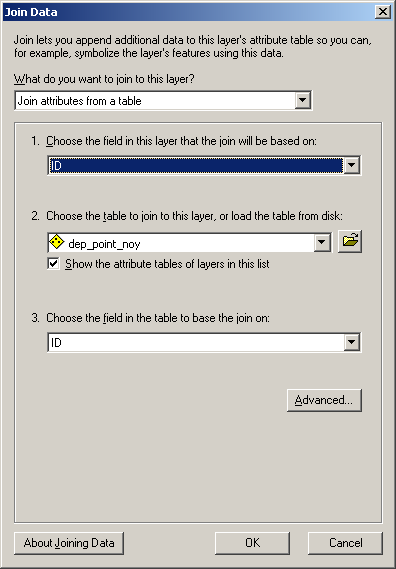 Join Data
Join lets you append additional data to this layer's attribute table so you can,
for example, symbolize the layer's features using this data.
What do you want to join to this layer?
Join attributes from a table
1. Choose the field in this layer that the join will be based on:
ID
2. Choose the table to join to this layer, or load the table from disk:
dep_point_noy
Show the attribute tables of layers in this list
3. Choose the field in the table to base the join on:
ID
Advanced...
About Joining Data
OK
Cancel